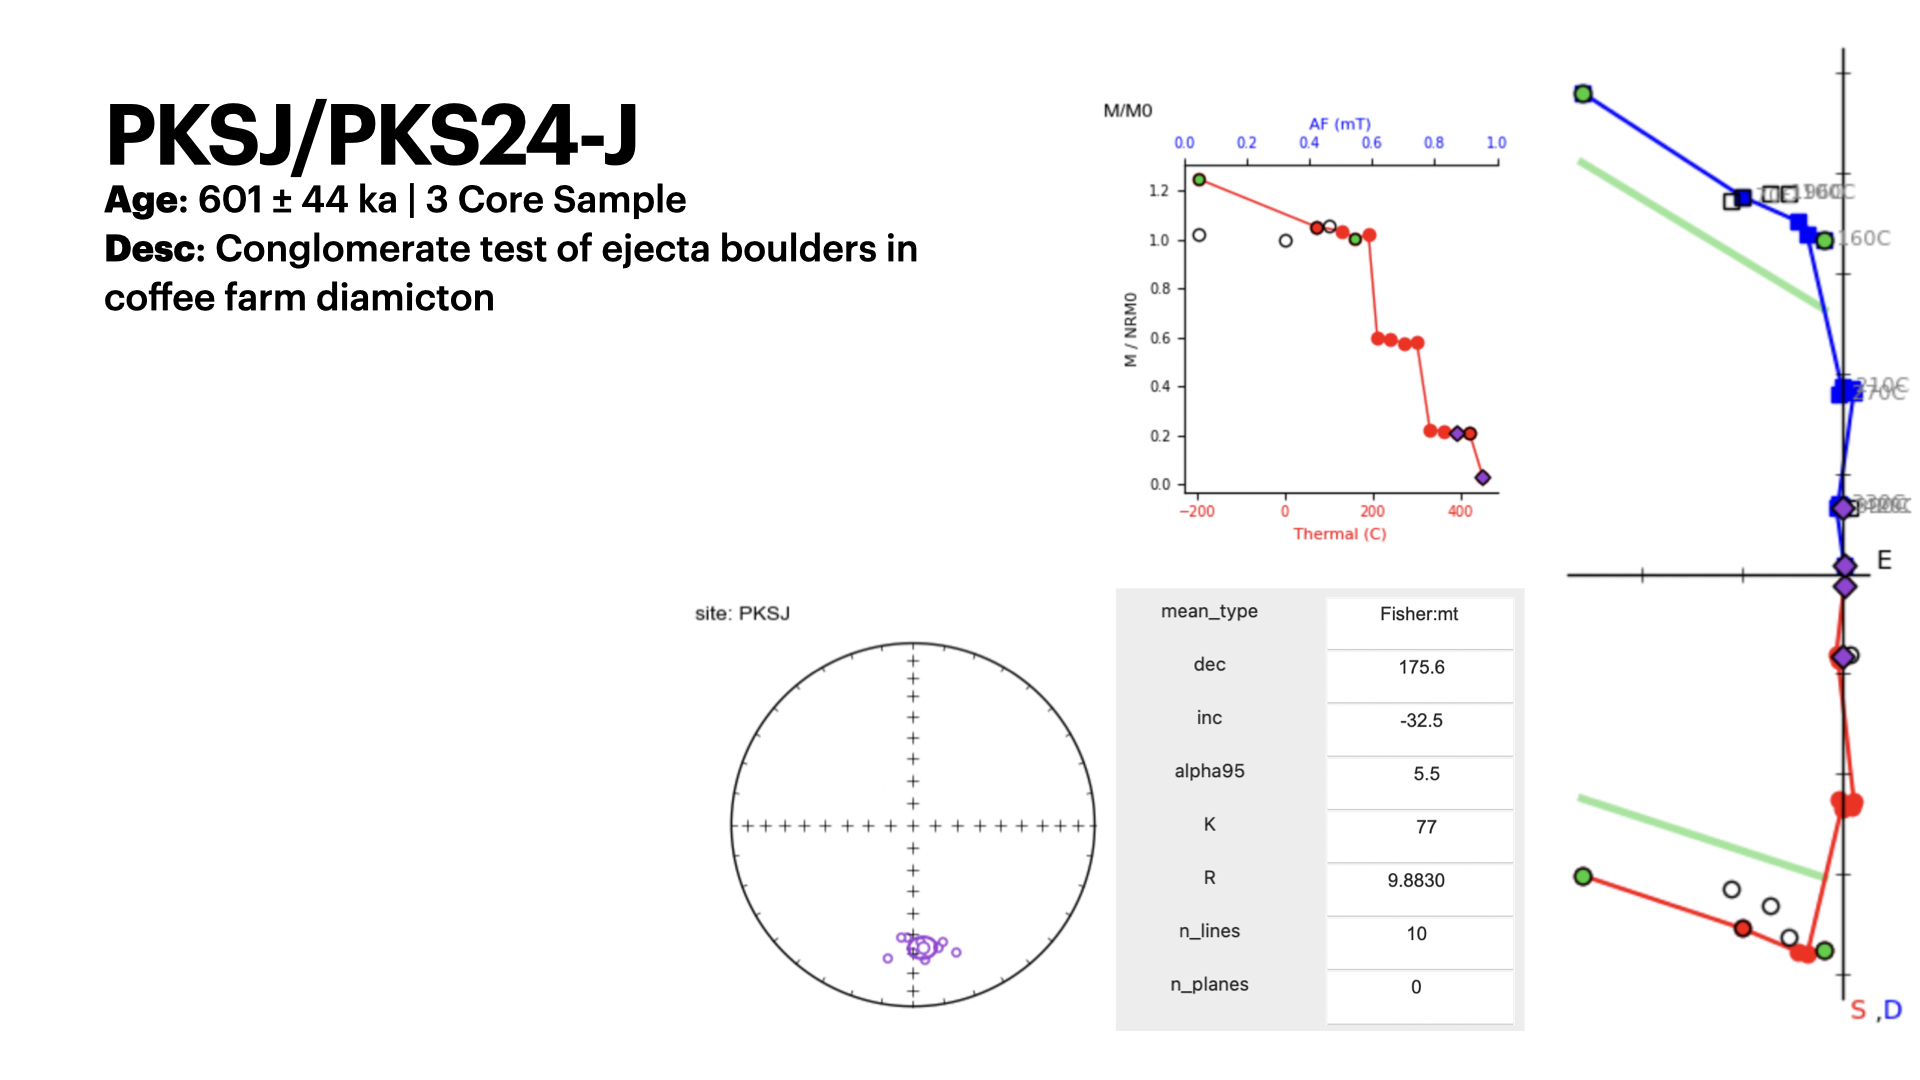 PKSJ/PKS24-J
Age: 601 ± 44 ka | 3 Core Sample
Desc: Conglomerate test of ejecta boulders in
coffee farm diamicton
M/M0
AF (mT)
0.0 0.2 0.4 0.6 0.8 1.0
1.2
1.0
0.8
0.6
0.4
0.2
0.0
M / NRM0
−200 0 200 400
Thermal (C)
160C
210C
270C
E
S ,D
site: PKSJ
mean_type Fisher:mt
dec 175.6
inc -32.5
alpha95 5.5
K 77
R 9.8830
n_lines 10
n_planes 0